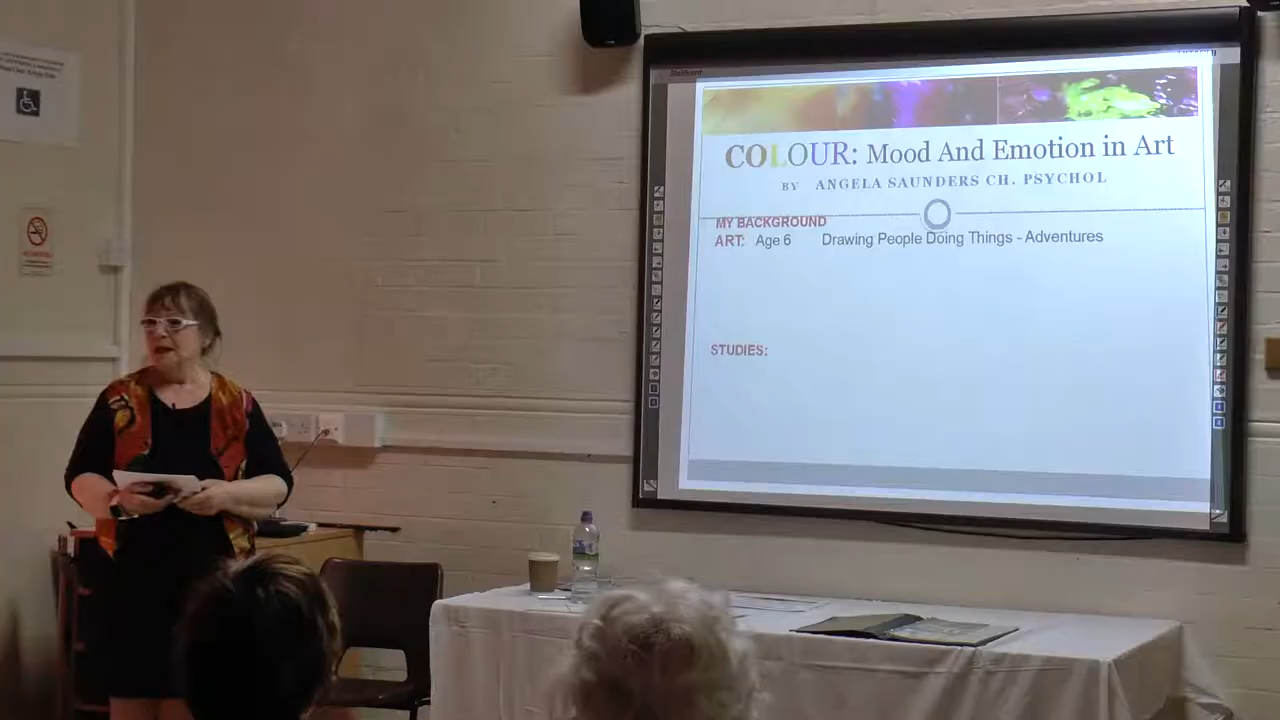 COLOUR: Mood And Emotion in Art
BY ANGELA SAUNDERS CH. PSYCHOL
MY BACKGROUND
ART: Age 6 Drawing People Doing Things - Adventures
STUDIES: